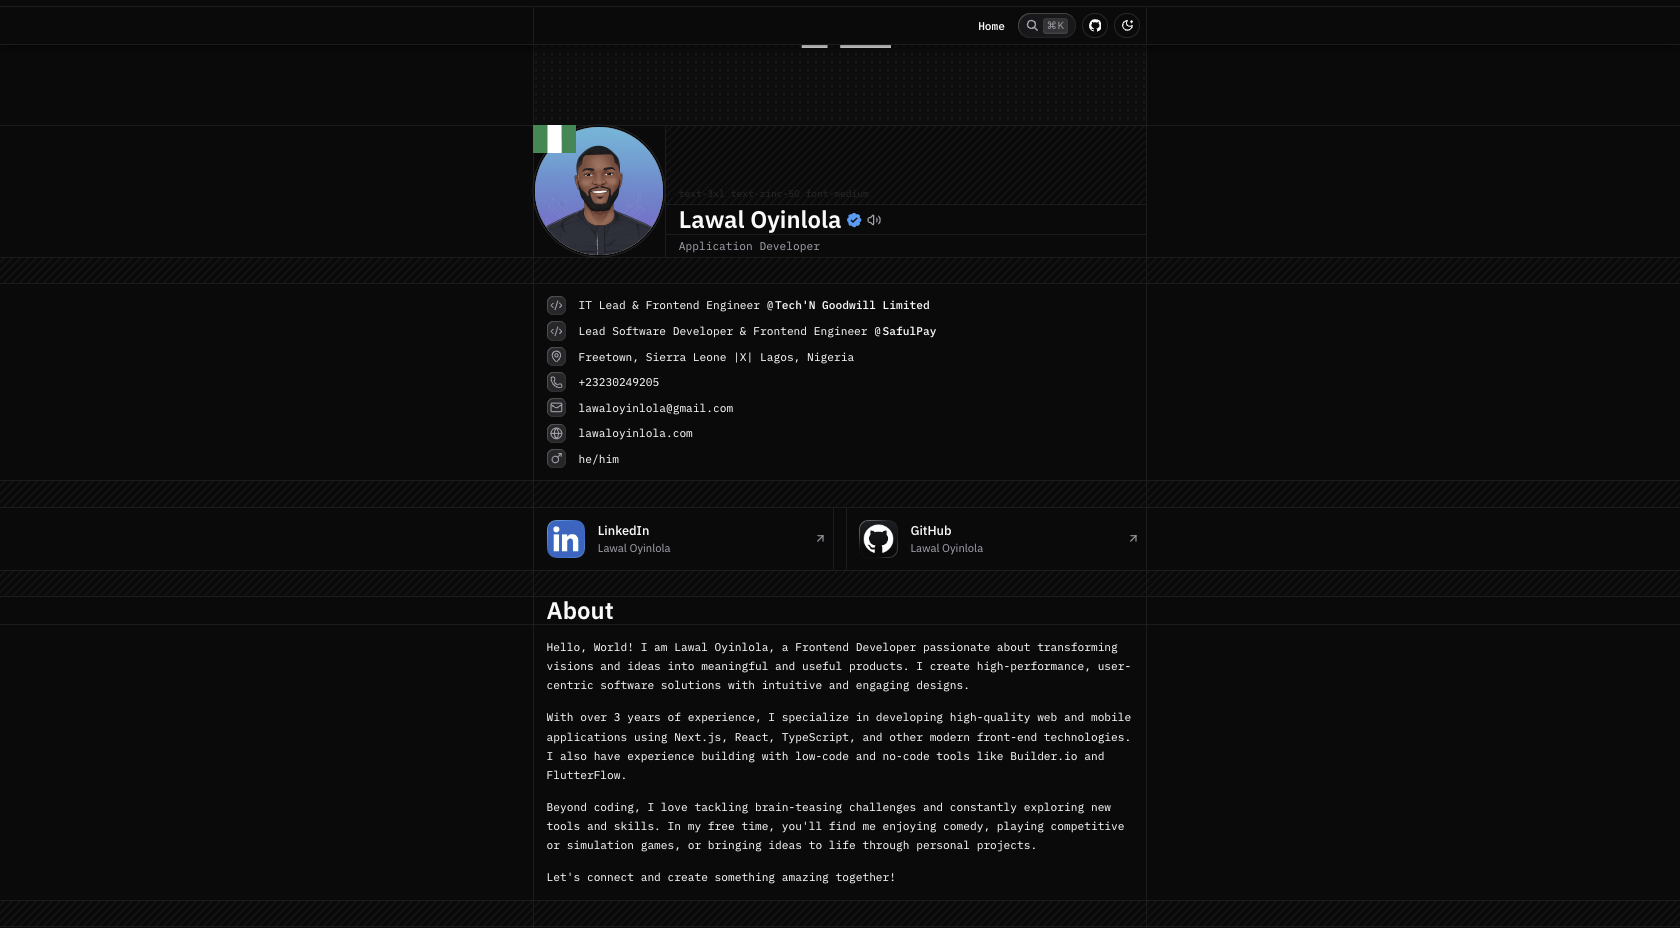 Home
⌘K
text-3xl text-zinc-50 font-medium
Lawal Oyinlola
Application Developer
IT Lead & Frontend Engineer @Tech'N Goodwill Limited
Lead Software Developer & Frontend Engineer @SafulPay
Freetown, Sierra Leone |X| Lagos, Nigeria
+23230249205
lawaloyinlola@gmail.com
lawaloyinlola.com
he/him
LinkedIn
Lawal Oyinlola
GitHub
Lawal Oyinlola
About
Hello, World! I am Lawal Oyinlola, a Frontend Developer passionate about transforming
visions and ideas into meaningful and useful products. I create high-performance, user-
centric software solutions with intuitive and engaging designs.
With over 3 years of experience, I specialize in developing high-quality web and mobile
applications using Next.js, React, TypeScript, and other modern front-end technologies.
I also have experience building with low-code and no-code tools like Builder.io and
FlutterFlow.
Beyond coding, I love tackling brain-teasing challenges and constantly exploring new
tools and skills. In my free time, you'll find me enjoying comedy, playing competitive
or simulation games, or bringing ideas to life through personal projects.
Let's connect and create something amazing together!